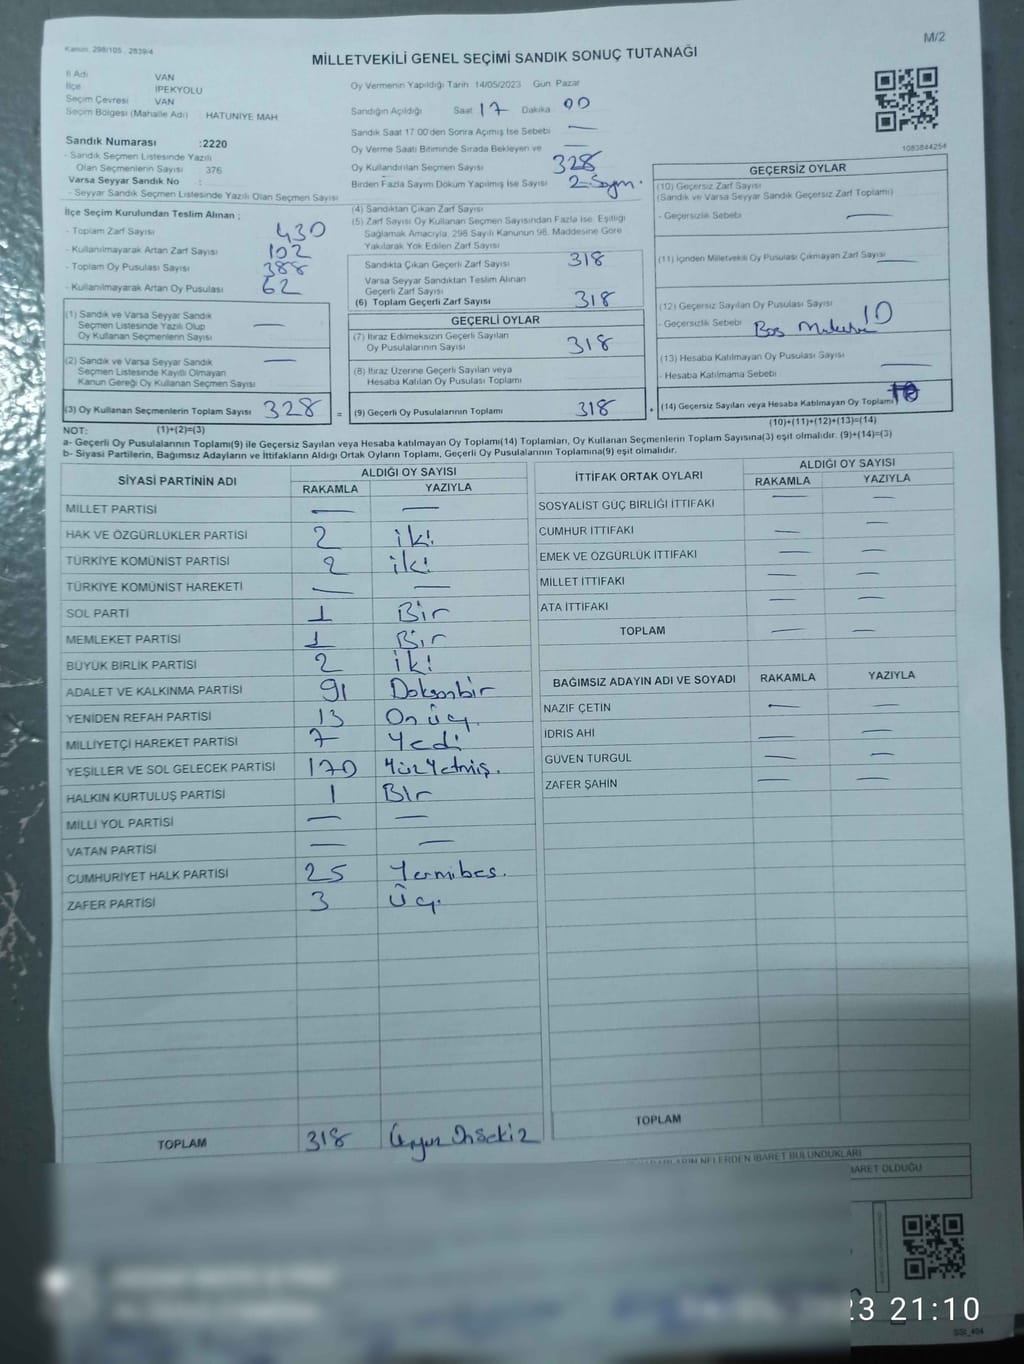 Kanun: 298/105 , 2839/4
M/2
MİLLETVEKİLİ GENEL SEÇİMİ SANDIK SONUÇ TUTANAĞI
İl Adı VAN
İlçe İPEKYOLU
Seçim Çevresi VAN
Seçim Bölgesi (Mahalle Adı) HATUNİYE MAH.
Sandık Numarası :2220
- Sandık Seçmen Listesinde Yazılı
Olan Seçmenlerin Sayısı : 376
Varsa Seyyar Sandık No :
- Seyyar Sandık Seçmen Listesinde Yazılı Olan Seçmen Sayısı
Oy Vermenin Yapıldığı Tarih 14/05/2023 Gün Pazar
Sandığın Açıldığı Saat 17 Dakika 00
Sandık Saat 17:00'den Sonra Açılmış İse Sebebi —
Oy Verme Saati Bitiminde Sırada Bekleyen ve —
Oy Kullandırılan Seçmen Sayısı 328
Birden Fazla Sayım Döküm Yapılmış İse Sayısı 2
1083844254
İlçe Seçim Kurulundan Teslim Alınan ;
- Toplam Zarf Sayısı 430
- Kullanılmayarak Artan Zarf Sayısı 102
- Toplam Oy Pusulası Sayısı 388
- Kullanılmayarak Artan Oy Pusulası 62
(1) Sandık ve Varsa Seyyar Sandık
Seçmen Listesinde Yazılı Olup
Oy Kullanan Seçmenlerin Sayısı —
(2) Sandık ve Varsa Seyyar Sandık
Seçmen Listesinde Kayıtlı Olmayan
Kanun Gereği Oy Kullanan Seçmen Sayısı —
(3) Oy Kullanan Seçmenlerin Toplam Sayısı 328 =
(4) Sandıktan Çıkan Zarf Sayısı
(5) Zarf Sayısı Oy Kullanan Seçmen Sayısından Fazla İse, Eşitliği
Sağlamak Amacıyla, 298 Sayılı Kanunun 98. Maddesine Göre
Yakılarak Yok Edilen Zarf Sayısı
Sandıkta Çıkan Geçerli Zarf Sayısı 318
Varsa Seyyar Sandıktan Teslim Alınan
Geçerli Zarf Sayısı
(6) Toplam Geçerli Zarf Sayısı 318
GEÇERLİ OYLAR
(7) İtiraz Edilmeksizin Geçerli Sayılan
Oy Pusulalarının Sayısı 318
(8) İtiraz Üzerine Geçerli Sayılan veya
Hesaba Katılan Oy Pusulası Toplamı
(9) Geçerli Oy Pusulalarının Toplamı 318 +
GEÇERSİZ OYLAR
(10) Geçersiz Zarf Sayısı
(Sandık ve Varsa Seyyar Sandık Geçersiz Zarf Toplamı)
- Geçersizlik Sebebi —
(11) İçinden Milletvekili Oy Pusulası Çıkmayan Zarf Sayısı —
(12) Geçersiz Sayılan Oy Pusulası Sayısı 10
- Geçersizlik Sebebi Boş
(13) Hesaba Katılmayan Oy Pusulası Sayısı —
- Hesaba Katılmama Sebebi —
(14) Geçersiz Sayılan veya Hesaba Katılmayan Oy Toplamı 10
NOT: (1)+(2)=(3) (10)+(11)+(12)+(13)=(14)
a- Geçerli Oy Pusulalarının Toplamı(9) ile Geçersiz Sayılan veya Hesaba katılmayan Oy Toplamı(14) Toplamları, Oy Kullanan Seçmenlerin Toplam Sayısına(3) eşit olmalıdır. (9)+(14)=(3)
b- Siyasi Partilerin, Bağımsız Adayların ve İttifakların Aldığı Ortak Oyların Toplamı, Geçerli Oy Pusulalarının Toplamına(9) eşit olmalıdır.
SİYASİ PARTİNİN ADI ALDIĞI OY SAYISI
RAKAMLA YAZIYLA
MİLLET PARTİSİ — —
HAK VE ÖZGÜRLÜKLER PARTİSİ 2 iki
TÜRKİYE KOMÜNİST PARTİSİ 2 iki
TÜRKİYE KOMÜNİST HAREKETİ — —
SOL PARTİ 1 Bir
MEMLEKET PARTİSİ 1 Bir
BÜYÜK BİRLİK PARTİSİ 2 iki
ADALET VE KALKINMA PARTİSİ 91 Doksanbir
YENİDEN REFAH PARTİSİ 13 On üç.
MİLLİYETÇİ HAREKET PARTİSİ 7 Yedi
YEŞİLLER VE SOL GELECEK PARTİSİ 170 Yüz Yetmiş.
HALKIN KURTULUŞ PARTİSİ 1 Bir
MİLLİ YOL PARTİSİ — —
VATAN PARTİSİ — —
CUMHURİYET HALK PARTİSİ 25 Yermibeş.
ZAFER PARTİSİ 3 Üç.
TOPLAM 318 Üçyüz Onsekiz
İTTİFAK ORTAK OYLARI ALDIĞI OY SAYISI
RAKAMLA YAZIYLA
SOSYALİST GÜÇ BİRLİĞİ İTTİFAKI — —
CUMHUR İTTİFAKI — —
EMEK VE ÖZGÜRLÜK İTTİFAKI — —
MİLLET İTTİFAKI — —
ATA İTTİFAKI — —
TOPLAM — —
BAĞIMSIZ ADAYIN ADI VE SOYADI RAKAMLA YAZIYLA
NAZİF ÇETİN — —
İDRİS AHİ — —
GÜVEN TURGUL — —
ZAFER ŞAHİN — —
TOPLAM
NELERDEN İBARET BULUNDUKLARI
BARET OLDUĞU
23 21:10